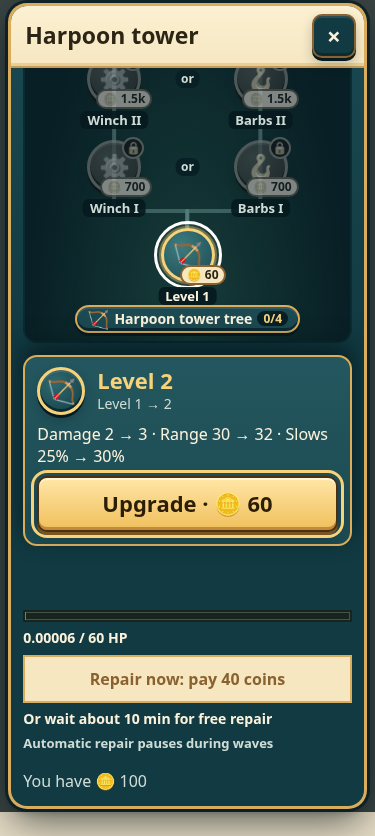 Harpoon tower
×
1.5k or 1.5k
Winch II Barbs II
700 or 700
Winch I Barbs I
60
Level 1
Harpoon tower tree 0/4
Level 2
Level 1 → 2
Damage 2 → 3 · Range 30 → 32 · Slows
25% → 30%
Upgrade · 60
0.00006 / 60 HP
Repair now: pay 40 coins
Or wait about 10 min for free repair
Automatic repair pauses during waves
You have 100